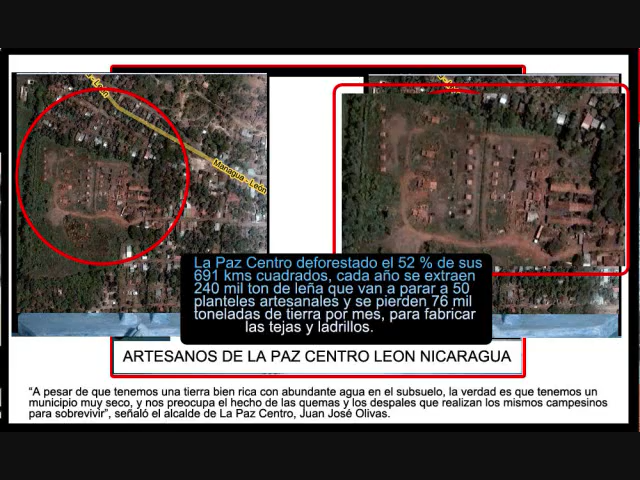 Managua - León
La Paz Centro deforestado el 52 % de sus
691 kms cuadrados, cada año se extraen
240 mil ton de leña que van a parar a 50
planteles artesanales y se pierden 76 mil
toneladas de tierra por mes, para fabricar
las tejas y ladrillos.
ARTESANOS DE LA PAZ CENTRO LEON NICARAGUA
“A pesar de que tenemos una tierra bien rica con abundante agua en el subsuelo, la verdad es que tenemos un
municipio muy seco, y nos preocupa el hecho de las quemas y los despales que realizan los mismos campesinos
para sobrevivir”, señaló el alcalde de La Paz Centro, Juan José Olivas.